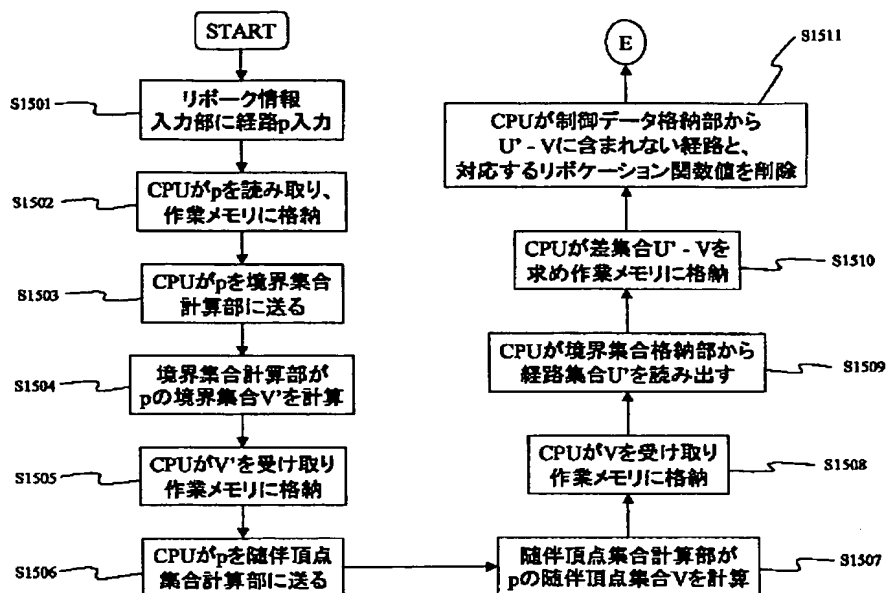 START
S1501
リボーク情報
入力部に経路p入力
S1502
CPUがpを読み取り、
作業メモリに格納
S1503
CPUがpを境界集合
計算部に送る
S1504
境界集合計算部が
pの境界集合V'を計算
S1505
CPUがV'を受け取り
作業メモリに格納
S1506
CPUがpを随伴頂点
集合計算部に送る
随伴頂点集合計算部が
pの随伴頂点集合Vを計算
S1507
CPUがVを受け取り
作業メモリに格納
S1508
CPUが境界集合格納部から
経路集合U'を読み出す
S1509
CPUが差集合U' - Vを
求め作業メモリに格納
S1510
CPUが制御データ格納部から
U' - Vに含まれない経路と、
対応するリボケーション関数値を削除
S1511
E